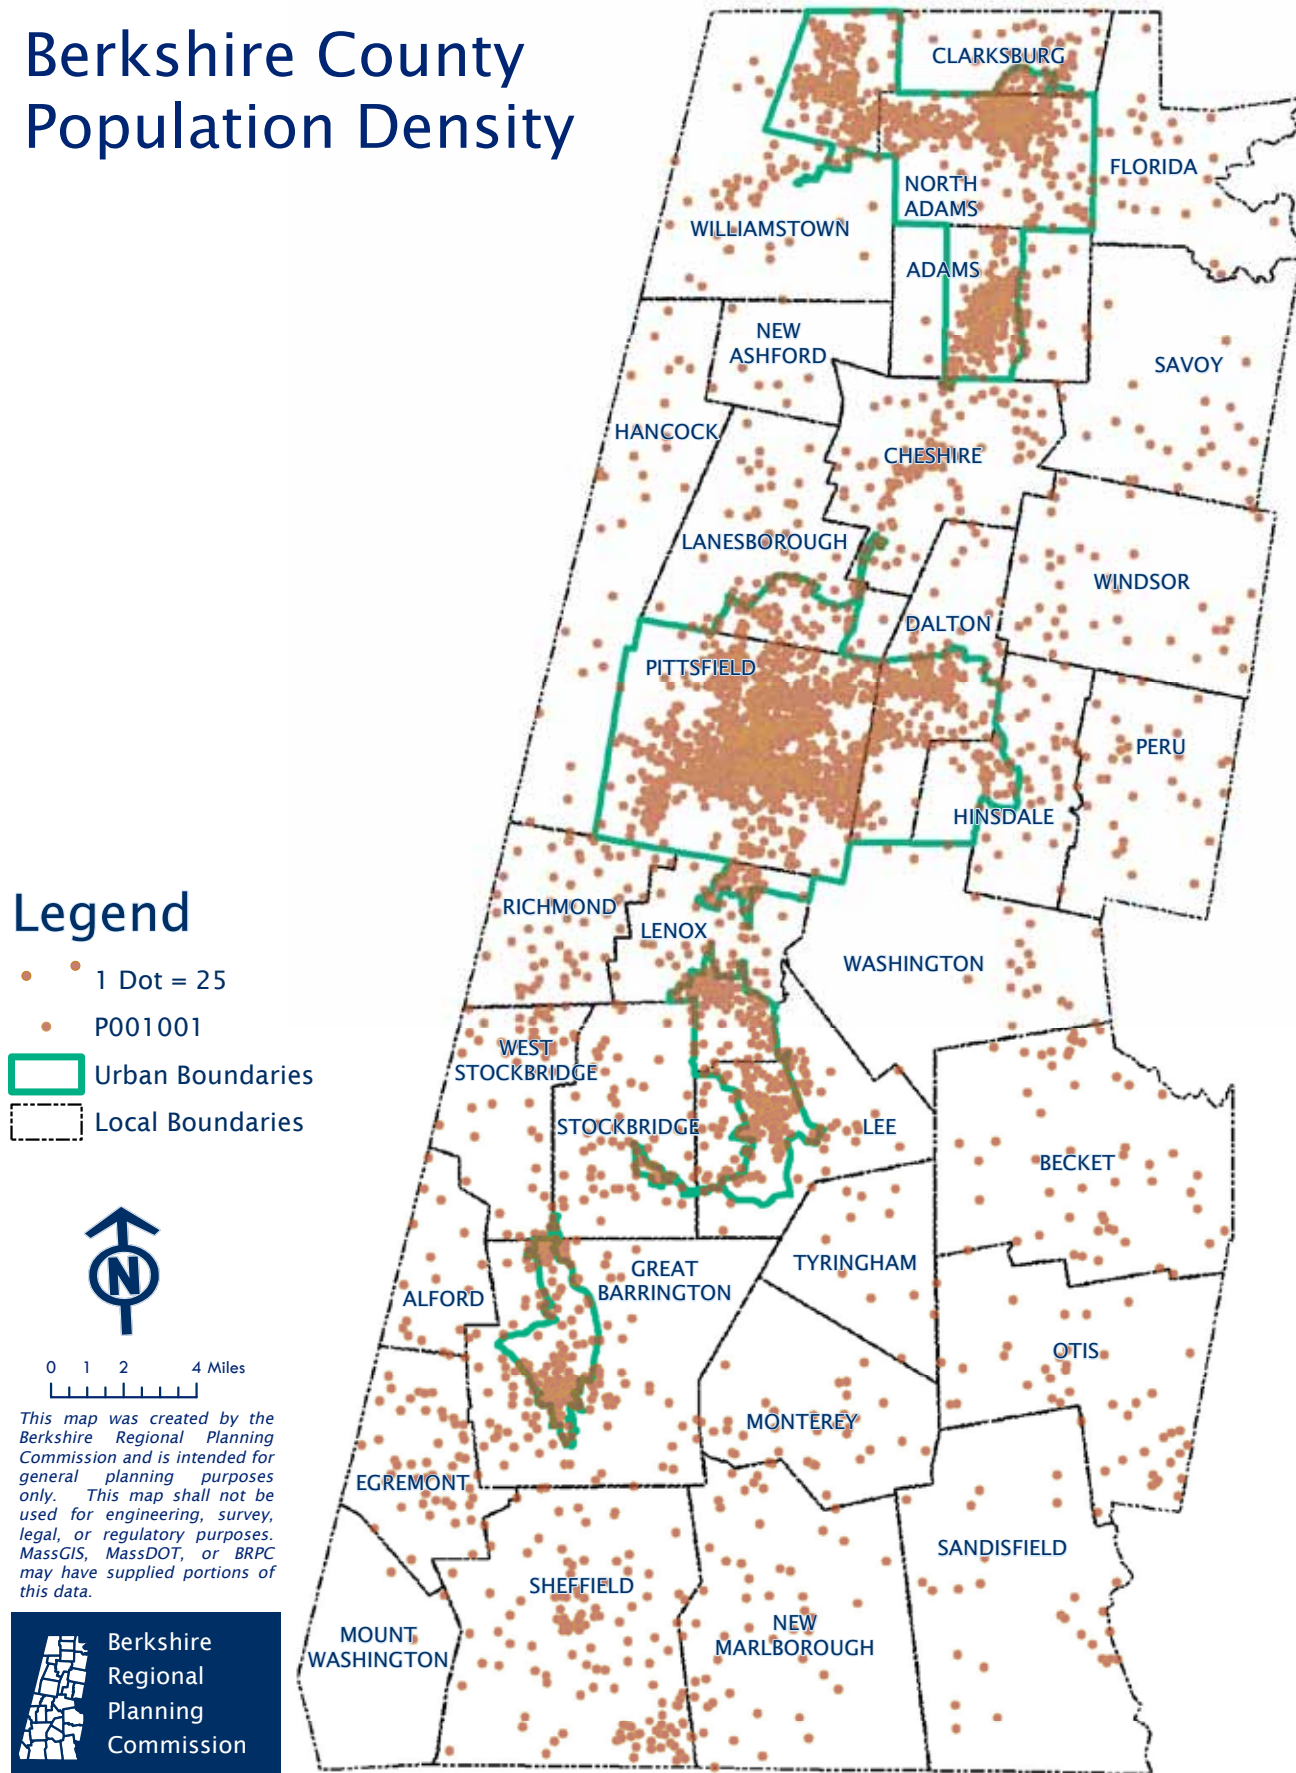 Berkshire County
Population Density
CLARKSBURG
FLORIDA
NORTH
ADAMS
WILLIAMSTOWN
ADAMS
NEW
ASHFORD
SAVOY
HANCOCK
CHESHIRE
LANESBOROUGH
WINDSOR
DALTON
PITTSFIELD
PERU
HINSDALE
RICHMOND
LENOX
WASHINGTON
WEST
STOCKBRIDGE
STOCKBRIDGE
LEE
BECKET
TYRINGHAM
GREAT
BARRINGTON
ALFORD
OTIS
MONTEREY
EGREMONT
SANDISFIELD
SHEFFIELD
NEW
MARLBOROUGH
MOUNT
WASHINGTON
Legend
1 Dot = 25
P001001
Urban Boundaries
Local Boundaries
N
0 1 2 4 Miles
This map was created by the
Berkshire Regional Planning
Commission and is intended for
general planning purposes
only. This map shall not be
used for engineering, survey,
legal, or regulatory purposes.
MassGIS, MassDOT, or BRPC
may have supplied portions of
this data.
Berkshire
Regional
Planning
Commission